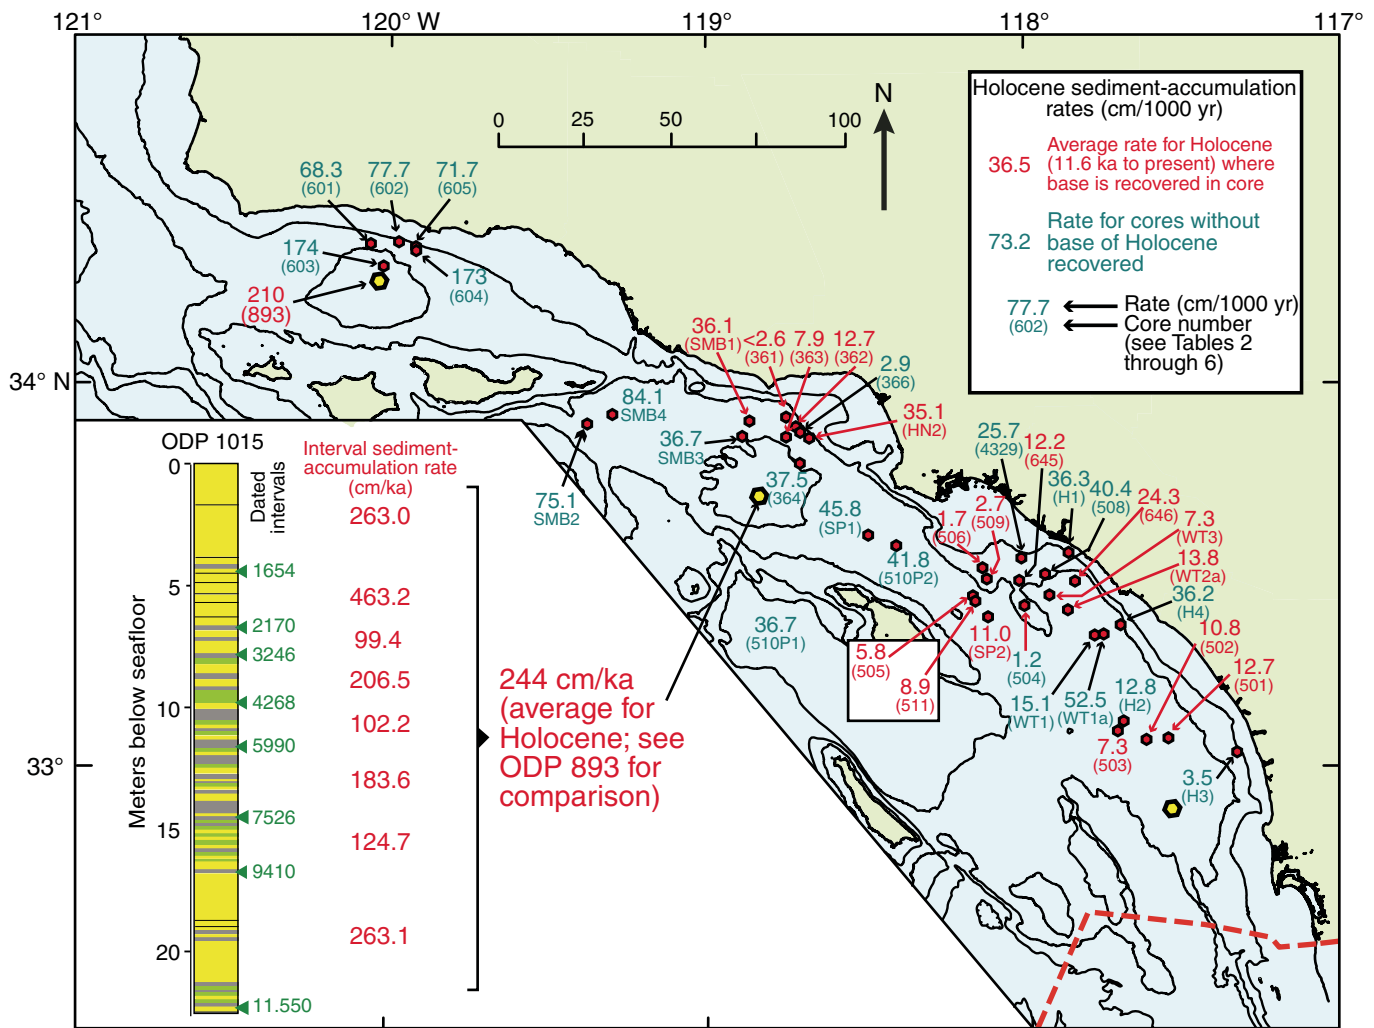 121°
120° W
119°
118°
117°
N
0
25
50
100
Holocene sediment-accumulation
rates (cm/1000 yr)
36.5
Average rate for Holocene
(11.6 ka to present) where
base is recovered in core
73.2
Rate for cores without
base of Holocene
recovered
77.7
(602)
Rate (cm/1000 yr)
Core number
(see Tables 2
through 6)
68.3
(601)
77.7
(602)
71.7
(605)
174
(603)
173
(604)
210
(893)
34° N
33°
36.1
(SMB1)
<2.6
(361)
7.9
(363)
12.7
(362)
2.9
(366)
35.1
(HN2)
84.1
SMB4
36.7
SMB3
75.1
SMB2
37.5
(364)
45.8
(SP1)
41.8
(510P2)
36.7
(510P1)
25.7
(4329)
12.2
(645)
36.3
(H1)
40.4
(508)
24.3
(646)
7.3
(WT3)
13.8
(WT2a)
36.2
(H4)
1.7
(506)
2.7
(509)
5.8
(505)
8.9
(511)
11.0
(SP2)
1.2
(504)
15.1
(WT1)
52.5
(WT1a)
12.8
(H2)
10.8
(502)
12.7
(501)
7.3
(503)
3.5
(H3)
ODP 1015
Interval sediment-
accumulation rate
(cm/ka)
Dated
intervals
Meters below seafloor
0
5
10
15
20
1654
2170
3246
4268
5990
7526
9410
11.550
263.0
463.2
99.4
206.5
102.2
183.6
124.7
263.1
244 cm/ka
(average for
Holocene; see
ODP 893 for
comparison)